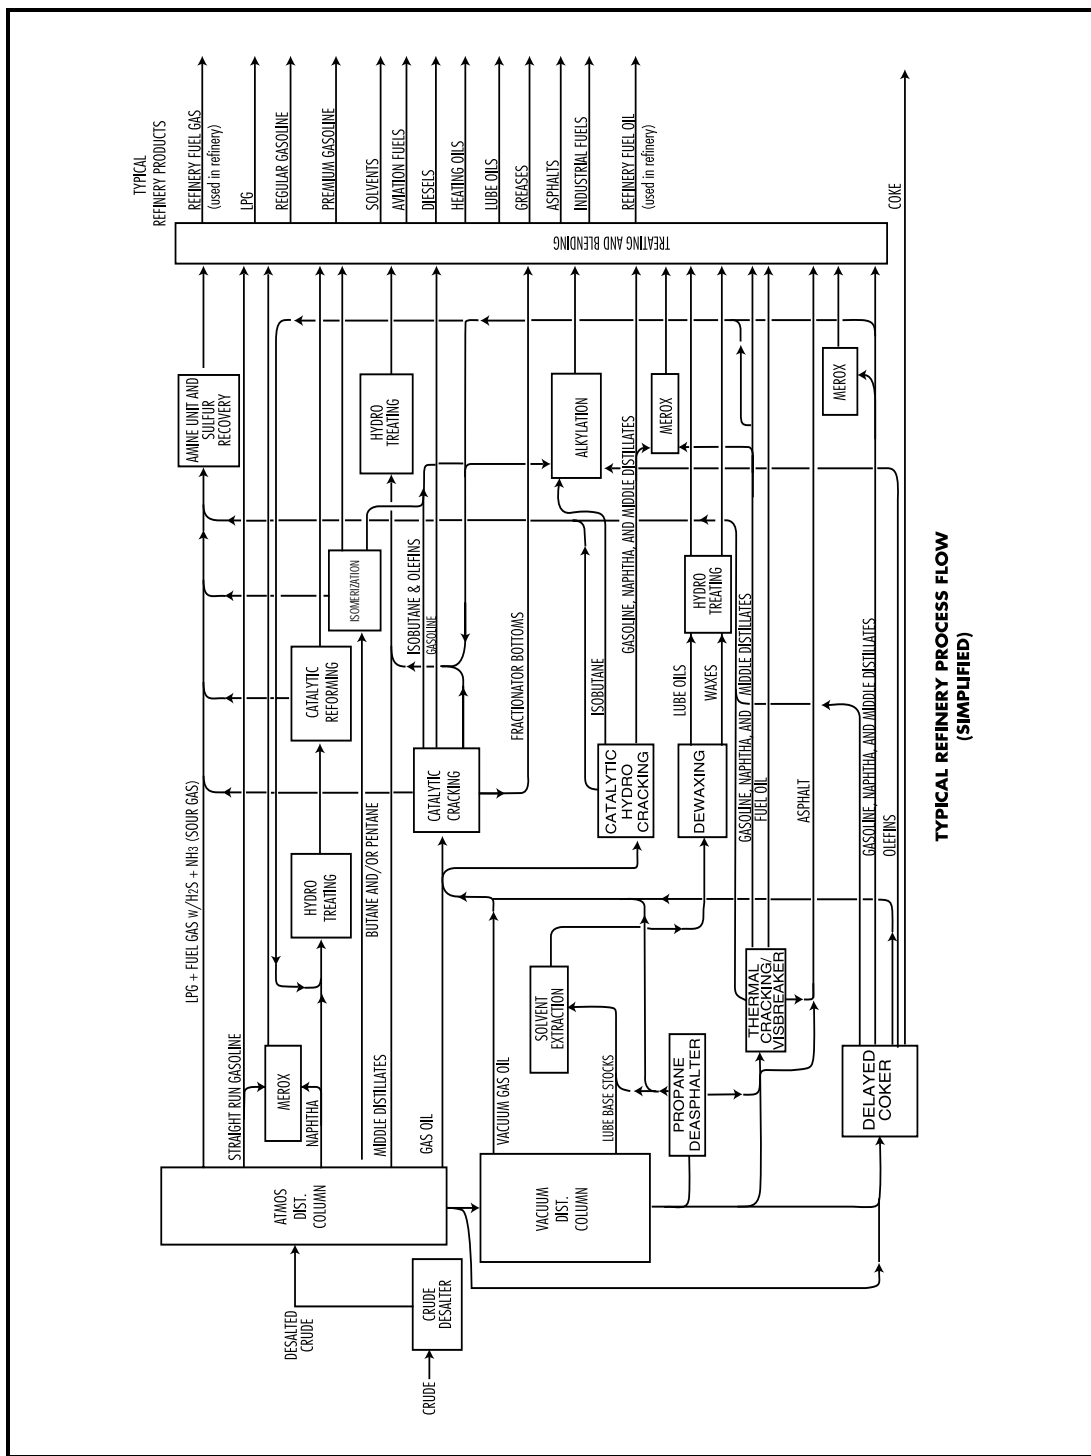 TYPICAL
REFINERY PRODUCTS
REFINERY FUEL GAS
(used in refinery)
LPG
REGULAR GASOLINE
PREMIUM GASOLINE
SOLVENTS
AVIATION FUELS
DIESELS
HEATING OILS
LUBE OILS
GREASES
ASPHALTS
INDUSTRIAL FUELS
REFINERY FUEL OIL
(used in refinery)
COKE
TREATING AND BLENDING
AMINE UNIT AND
SULFUR
RECOVERY
HYDRO
TREATING
ALKYLATION
MEROX
MEROX
ISOMERIZATION
CATALYTIC
REFORMING
HYDRO
TREATING
ISOBUTANE & OLEFINS
GASOLINE
FRACTIONATOR BOTTOMS
ISOBUTANE
GASOLINE, NAPHTHA, AND MIDDLE DISTILLATES
LUBE OILS
WAXES
HYDRO
TREATING
GASOLINE, NAPHTHA, AND MIDDLE DISTILLATES
FUEL OIL
ASPHALT
GASOLINE, NAPHTHA, AND MIDDLE DISTILLATES
OLEFINS
CATALYTIC
CRACKING
CATALYTIC
HYDRO
CRACKING
DEWAXING
LPG + FUEL GAS W/H2S + NH3 (SOUR GAS)
STRAIGHT RUN GASOLINE
MEROX
NAPHTHA
BUTANE AND/OR PENTANE
MIDDLE DISTILLATES
GAS OIL
VACUUM GAS OIL
SOLVENT
EXTRACTION
LUBE BASE STOCKS
PROPANE
DEASPHALTER
THERMAL
CRACKING/
VISBREAKER
DELAYED
COKER
ATMOS
DIST.
COLUMN
VACUUM
DIST.
COLUMN
DESALTED
CRUDE
CRUDE
DESALTER
CRUDE
TYPICAL REFINERY PROCESS FLOW
(SIMPLIFIED)